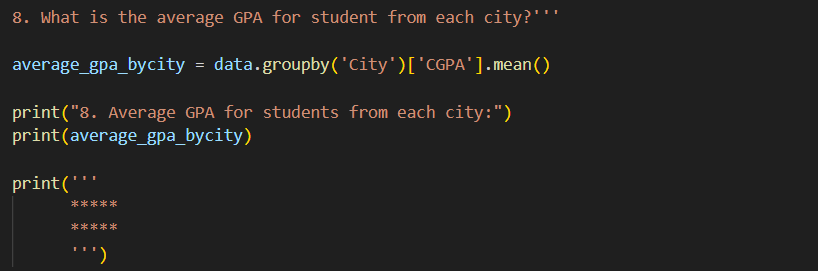 8. What is the average GPA for student from each city?'''
average_gpa_bycity = data.groupby('City')['CGPA'].mean()
print("8. Average GPA for students from each city:")
print(average_gpa_bycity)
print('''
*****
*****
''')